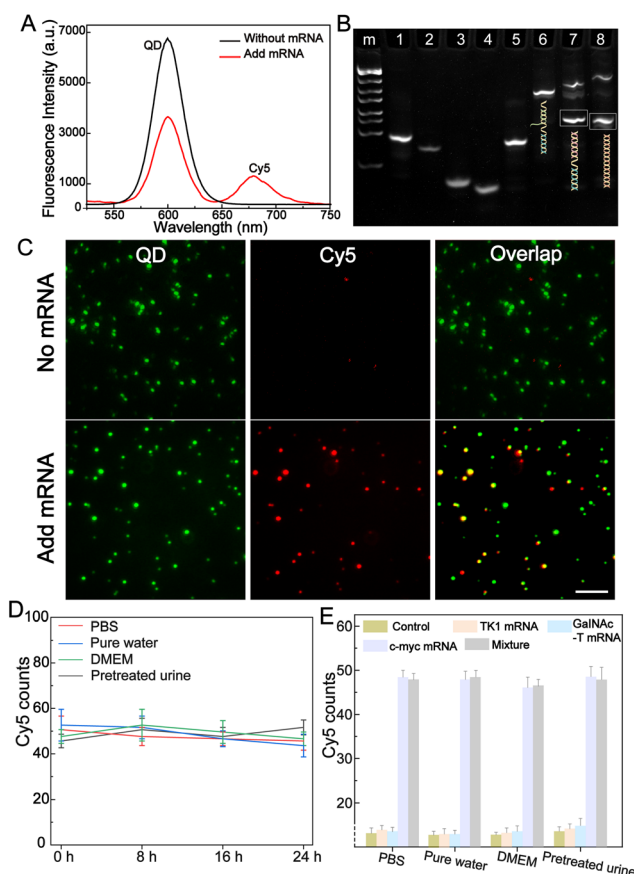 A
Fluorescence Intensity (a.u.)
7000
6000
3000
1000
0
550 600 650 700 750
Wavelength (nm)
QD
Cy5
Without mRNA
Add mRNA
B
m 1 2 3 4 5 6 7 8
C
QD Cy5 Overlap
No mRNA
Add mRNA
D
Cy5 counts
100
80
60
40
20
0
0 h 8 h 16 h 24 h
PBS
Pure water
DMEM
Pretreated urine
E
Cy5 counts
60
50
40
30
20
Control TK1 mRNA GalNAc
-T mRNA
c-myc mRNA Mixture
PBS Pure water DMEM Pretreated urine